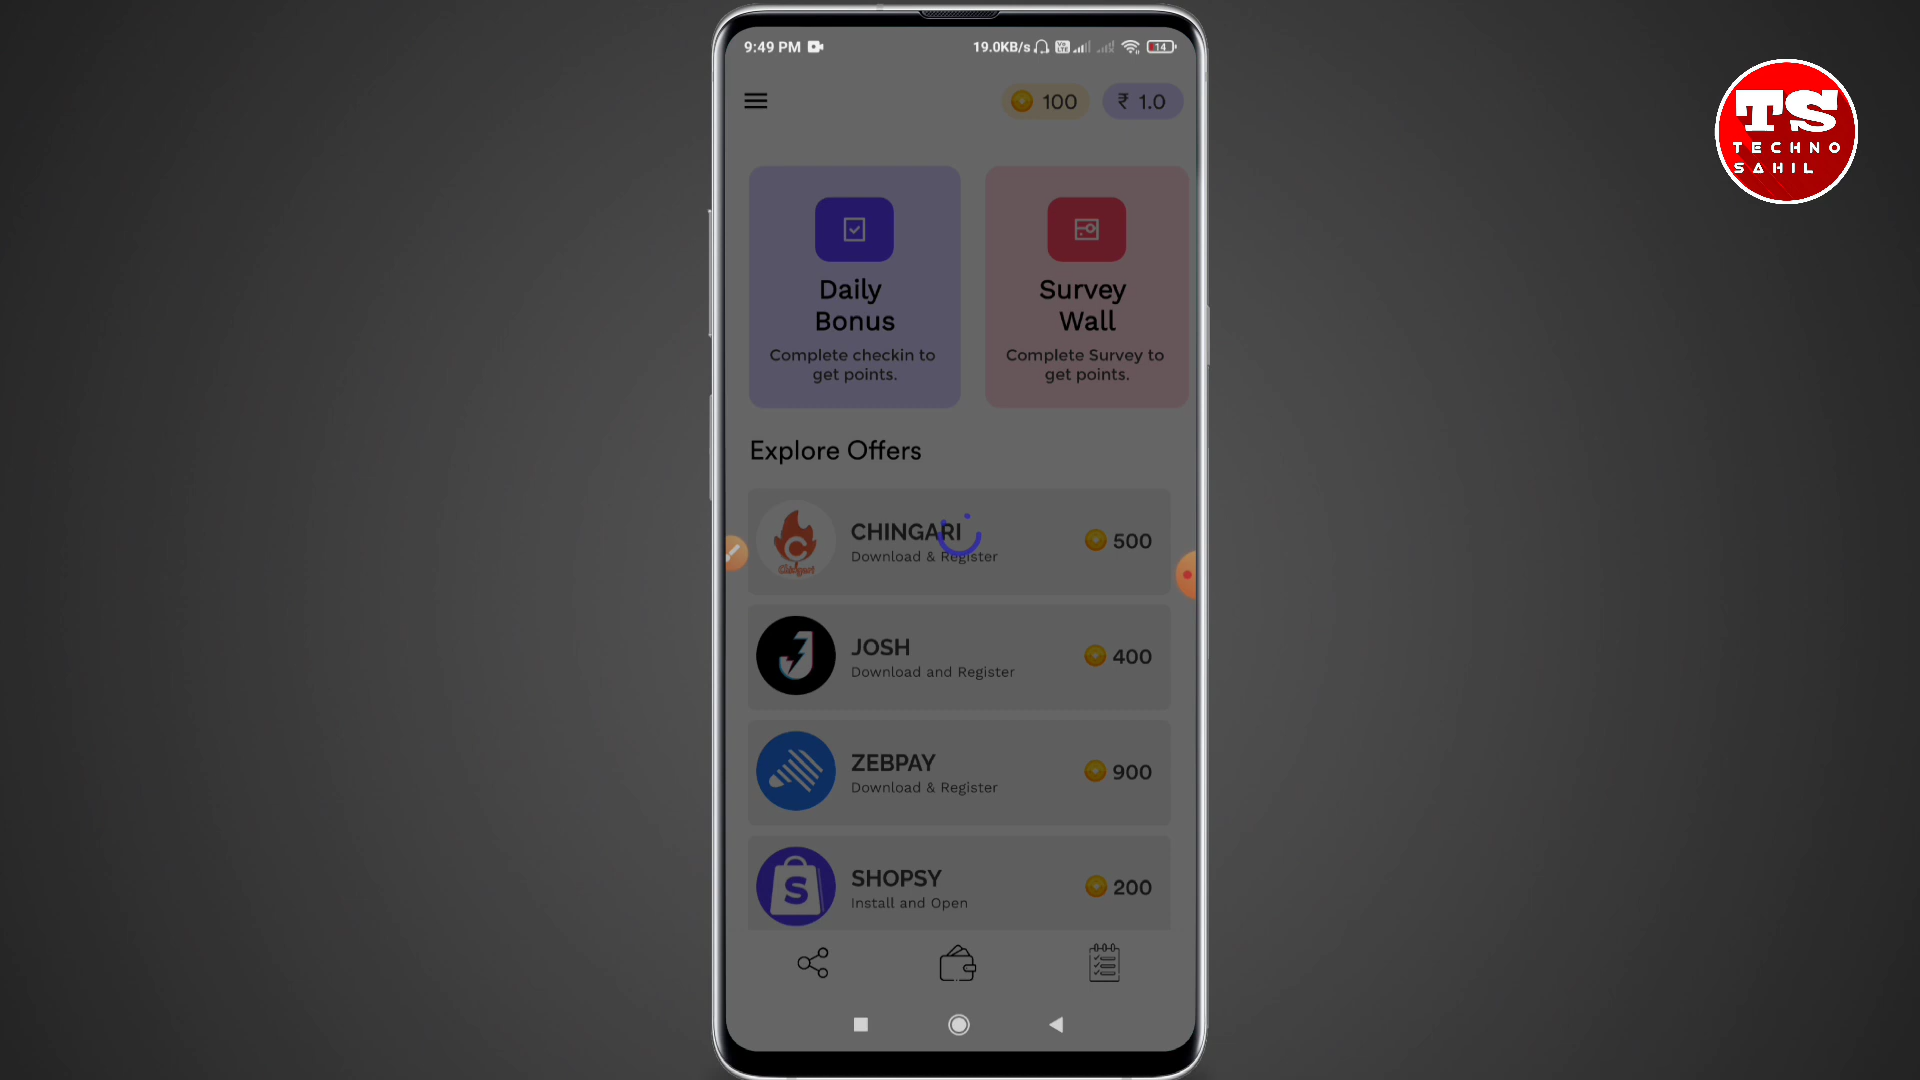 9:49 PM 19.0KB/s 14
100 ₹ 1.0
TS
TECHNO
SAHIL
Daily
Bonus
Complete checkin to
get points.
Survey
Wall
Complete Survey to
get points.
Explore Offers
CHINGARI
Download & Register
500
JOSH
Download and Register
400
ZEBPAY
Download & Register
900
S
SHOPSY
Install and Open
200